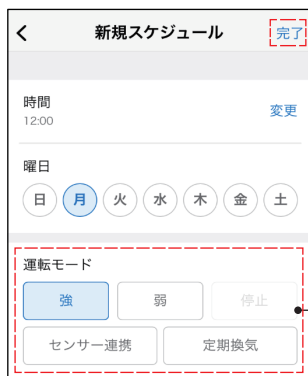 新規スケジュール 完了
時間
12:00 変更
曜日
日 月 火 水 木 金 土
運転モード
強 弱 停止
センサー連携 定期換気